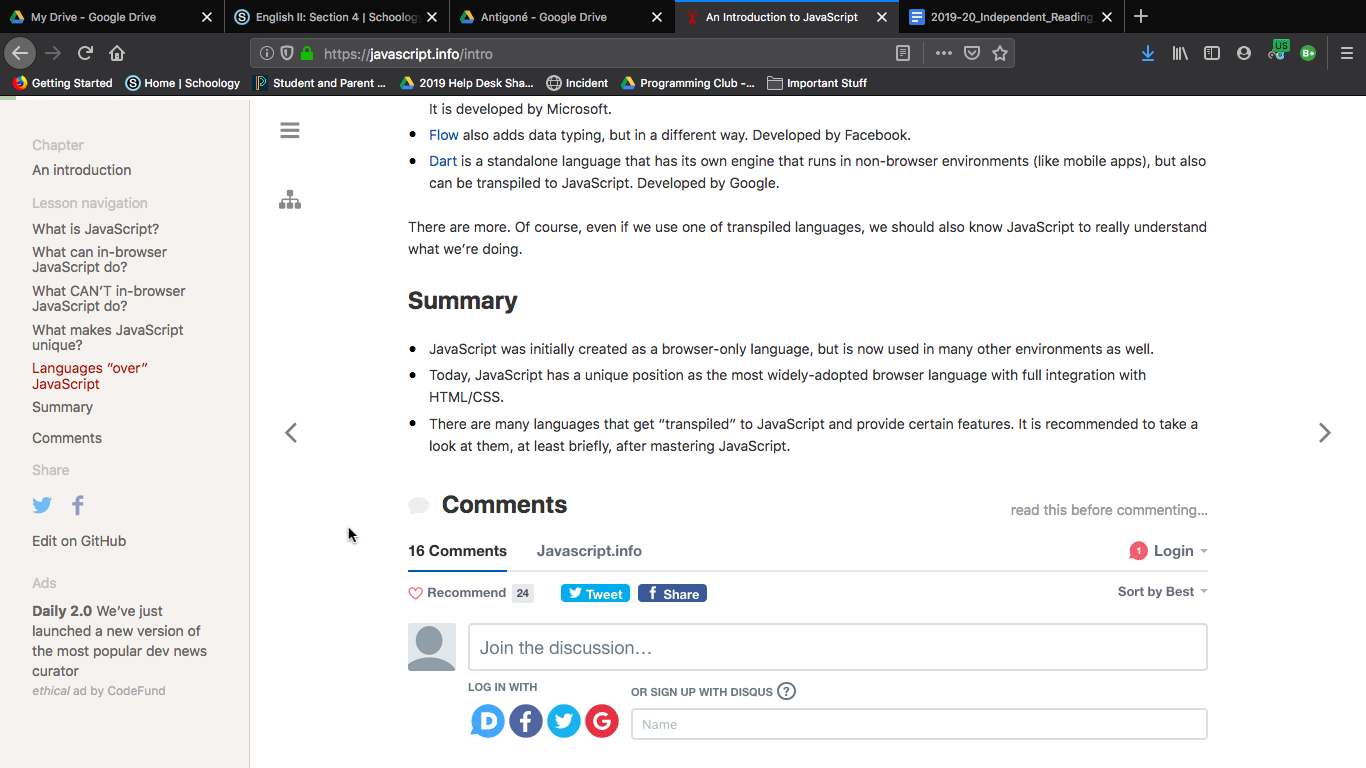 My Drive - Google Drive
English II: Section 4 | Schoology
Antigoné - Google Drive
An Introduction to JavaScript
2019-20_Independent_Reading
https://javascript.info/intro
US
B+
Getting Started
Home | Schoology
Student and Parent ...
2019 Help Desk Sha...
Incident
Programming Club -...
Important Stuff
Chapter
An introduction
Lesson navigation
What is JavaScript?
What can in-browser
JavaScript do?
What CAN'T in-browser
JavaScript do?
What makes JavaScript
unique?
Languages “over”
JavaScript
Summary
Comments
Share
Edit on GitHub
Ads
Daily 2.0 We've just
launched a new version of
the most popular dev news
curator
ethical ad by CodeFund
It is developed by Microsoft.
Flow also adds data typing, but in a different way. Developed by Facebook.
Dart is a standalone language that has its own engine that runs in non-browser environments (like mobile apps), but also
can be transpiled to JavaScript. Developed by Google.
There are more. Of course, even if we use one of transpiled languages, we should also know JavaScript to really understand
what we're doing.
Summary
JavaScript was initially created as a browser-only language, but is now used in many other environments as well.
Today, JavaScript has a unique position as the most widely-adopted browser language with full integration with
HTML/CSS.
There are many languages that get “transpiled” to JavaScript and provide certain features. It is recommended to take a
look at them, at least briefly, after mastering JavaScript.
Comments
read this before commenting...
16 Comments
Javascript.info
1 Login
Recommend 24
Tweet
Share
Sort by Best
Join the discussion...
LOG IN WITH
OR SIGN UP WITH DISQUS ?
D
f
G
Name